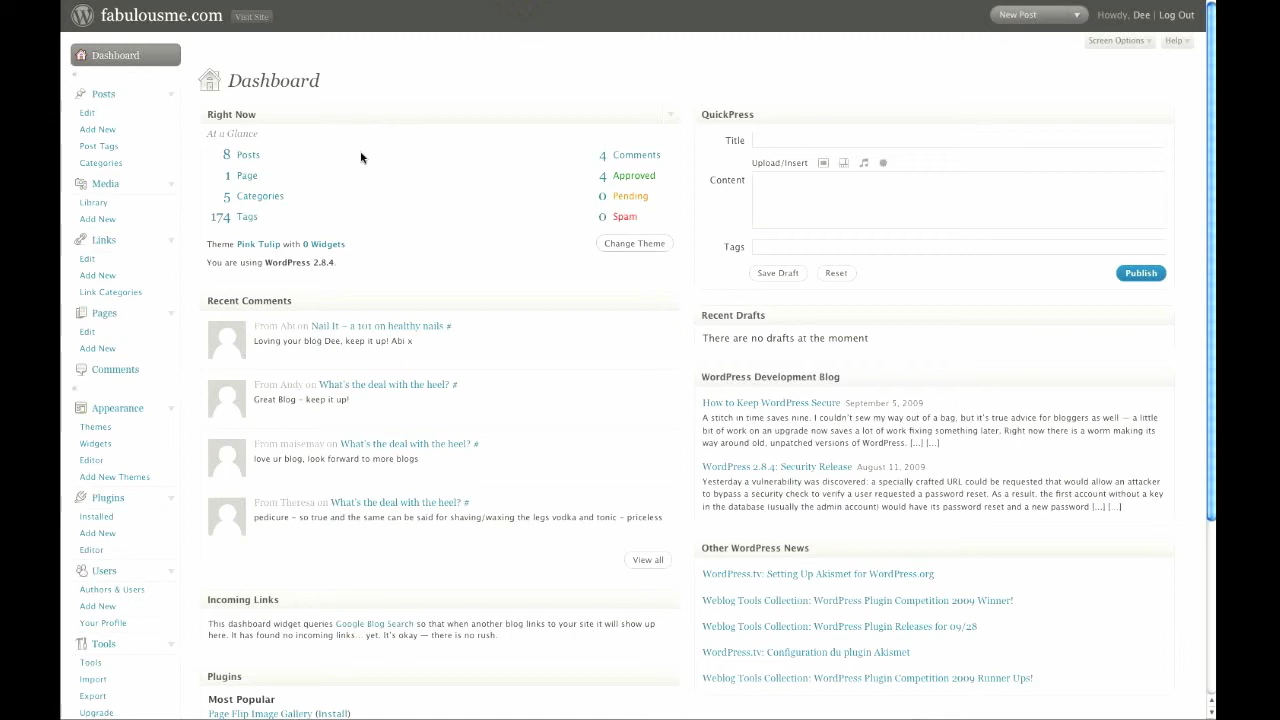 fabulousme.com Visit Site New Post Howdy, Dee | Log Out
Screen Options Help
Dashboard
Posts
Edit
Add New
Post Tags
Categories
Media
Library
Add New
Links
Edit
Add New
Link Categories
Pages
Edit
Add New
Comments
Appearance
Themes
Widgets
Editor
Add New Themes
Plugins
Installed
Add New
Editor
Users
Authors & Users
Add New
Your Profile
Tools
Tools
Import
Export
Upgrade
Dashboard
Right Now
At a Glance
8 Posts 4 Comments
1 Page 4 Approved
5 Categories 0 Pending
174 Tags 0 Spam
Theme Pink Tulip with 0 Widgets Change Theme
You are using WordPress 2.8.4.
Recent Comments
From Abi on Nail It – a 101 on healthy nails #
Loving your blog Dee, keep it up! Abi x
From Andy on What's the deal with the heel? #
Great Blog – keep it up!
From maisemay on What's the deal with the heel? #
love ur blog, look forward to more blogs
From Theresa on What's the deal with the heel? #
pedicure – so true and the same can be said for shaving/waxing the legs vodka and tonic – priceless
View all
Incoming Links
This dashboard widget queries Google Blog Search so that when another blog links to your site it will show up
here. It has found no incoming links… yet. It's okay — there is no rush.
Plugins
Most Popular
Page Flip Image Gallery (Install)
QuickPress
Title
Upload/Insert
Content
Tags
Save Draft Reset Publish
Recent Drafts
There are no drafts at the moment
WordPress Development Blog
How to Keep WordPress Secure September 5, 2009
A stitch in time saves nine. I couldn't sew my way out of a bag, but it's true advice for bloggers as well — a little
bit of work on an upgrade now saves a lot of work fixing something later. Right now there is a worm making its
way around old, unpatched versions of WordPress. [...] [...]
WordPress 2.8.4: Security Release August 11, 2009
Yesterday a vulnerability was discovered: a specially crafted URL could be requested that would allow an attacker
to bypass a security check to verify a user requested a password reset. As a result, the first account without a key
in the database (usually the admin account) would have its password reset and a new password [...] [...]
Other WordPress News
WordPress.tv: Setting Up Akismet for WordPress.org
Weblog Tools Collection: WordPress Plugin Competition 2009 Winner!
Weblog Tools Collection: WordPress Plugin Releases for 09/28
WordPress.tv: Configuration du plugin Akismet
Weblog Tools Collection: WordPress Plugin Competition 2009 Runner Ups!